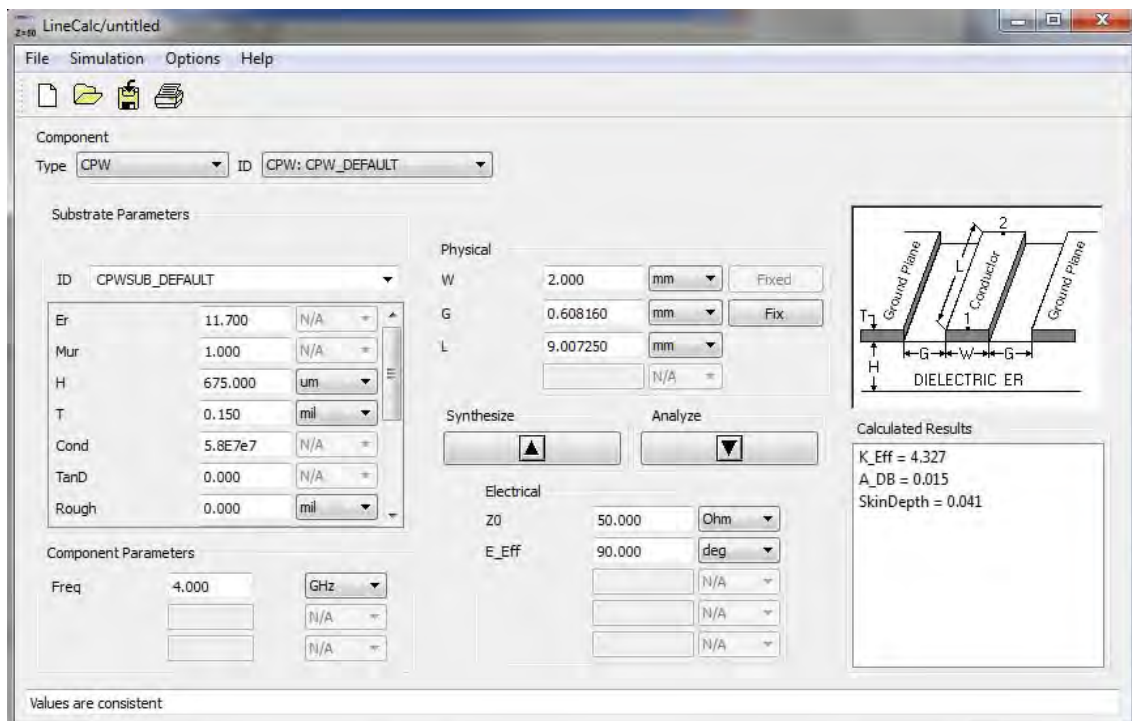 Z=50 LineCalc/untitled
File Simulation Options Help
Component
Type CPW ID CPW: CPW_DEFAULT
Substrate Parameters
ID CPWSUB_DEFAULT
Er 11.700 N/A
Mur 1.000 N/A
H 675.000 um
T 0.150 mil
Cond 5.8E7e7 N/A
TanD 0.000 N/A
Rough 0.000 mil
Component Parameters
Freq 4.000 GHz
N/A
N/A
Physical
W 2.000 mm Fixed
G 0.608160 mm Fix
L 9.007250 mm
N/A
Synthesize Analyze
Electrical
Z0 50.000 Ohm
E_Eff 90.000 deg
N/A
N/A
N/A
2
Ground Plane
L
Conductor
Ground Plane
T
1
G W G
H
DIELECTRIC ER
Calculated Results
K_Eff = 4.327
A_DB = 0.015
SkinDepth = 0.041
Values are consistent